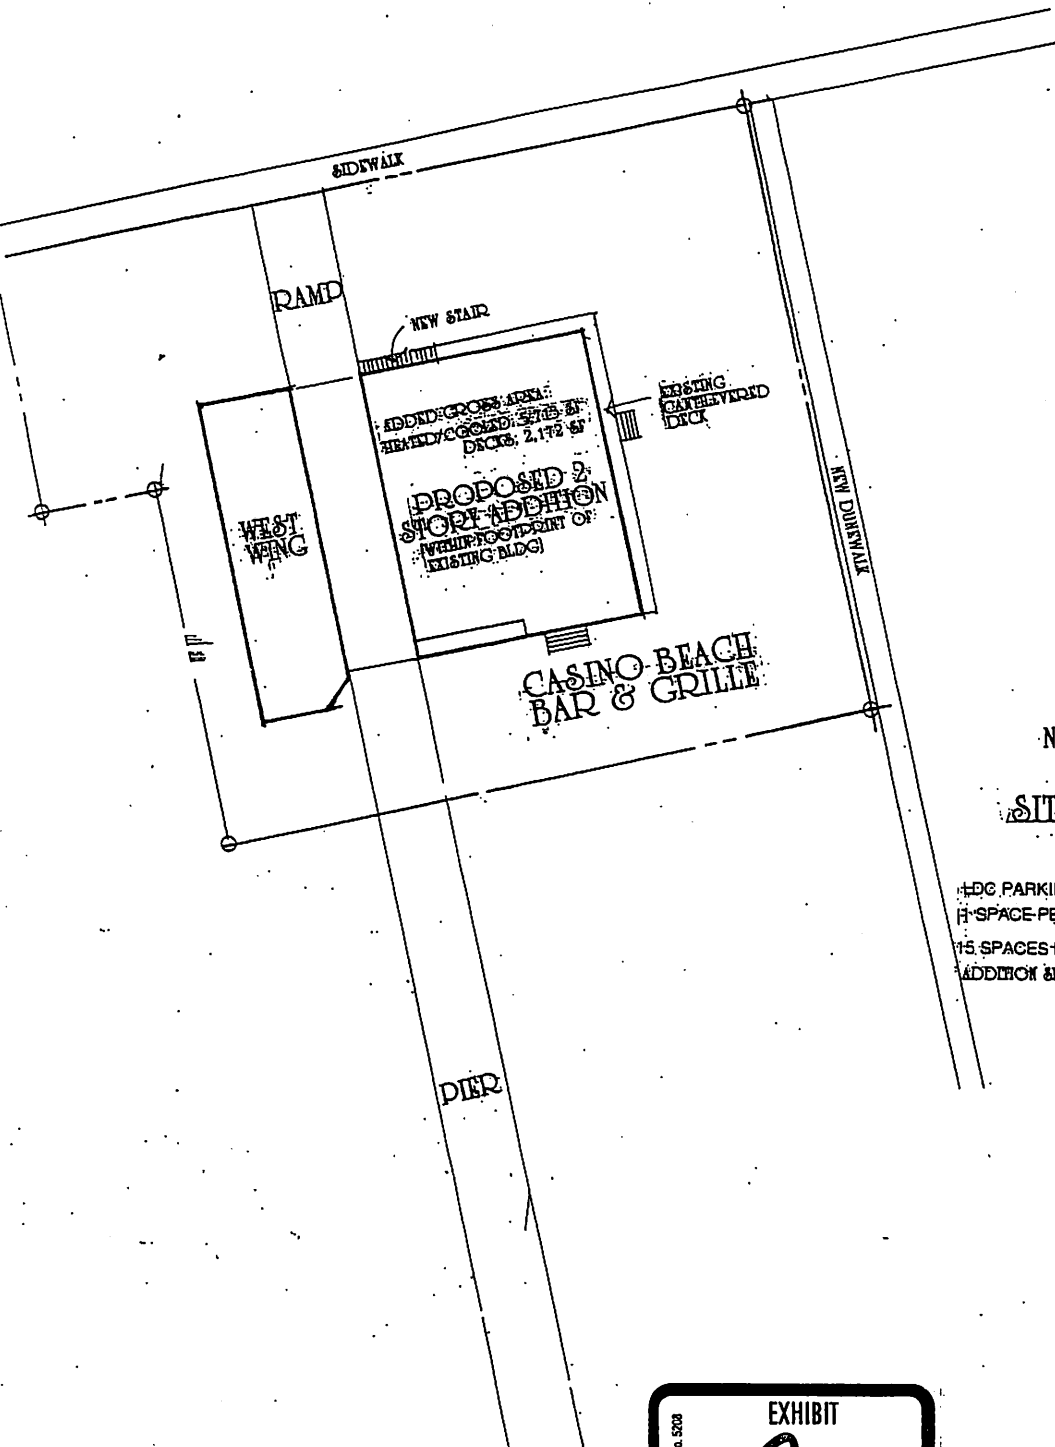 SIDEWALK
RAMP
NEW STAIR
ADDED GROSS AREA:
HEATED/COOLED: 5,715 SF
DECKS: 2,172 SF
EXISTING
CANTILEVERED
DECK
PROPOSED 2
STORY ADDITION
(WITHIN FOOTPRINT OF
EXISTING BLDG)
WEST
WING
NEW DUNEWALK
CASINO BEACH
BAR & GRILLE
N
SIT
LDC PARKI
1 SPACE PE
15 SPACES
ADDITION
PIER
EXHIBIT
5208